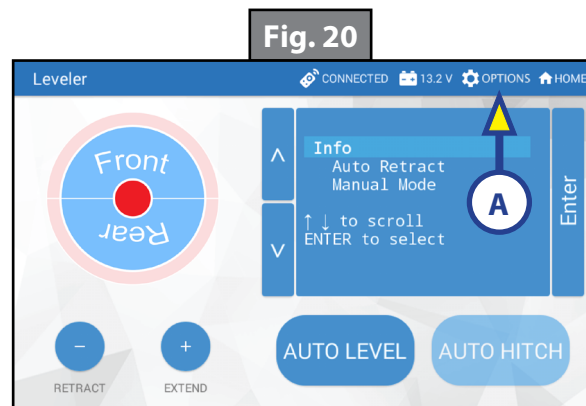 Fig. 20
Leveler CONNECTED 13.2 V OPTIONS HOME
Front
Rear
Info
Auto Retract
Manual Mode
↑ ↓ to scroll
ENTER to select
A
Enter
− +
RETRACT EXTEND
AUTO LEVEL AUTO HITCH